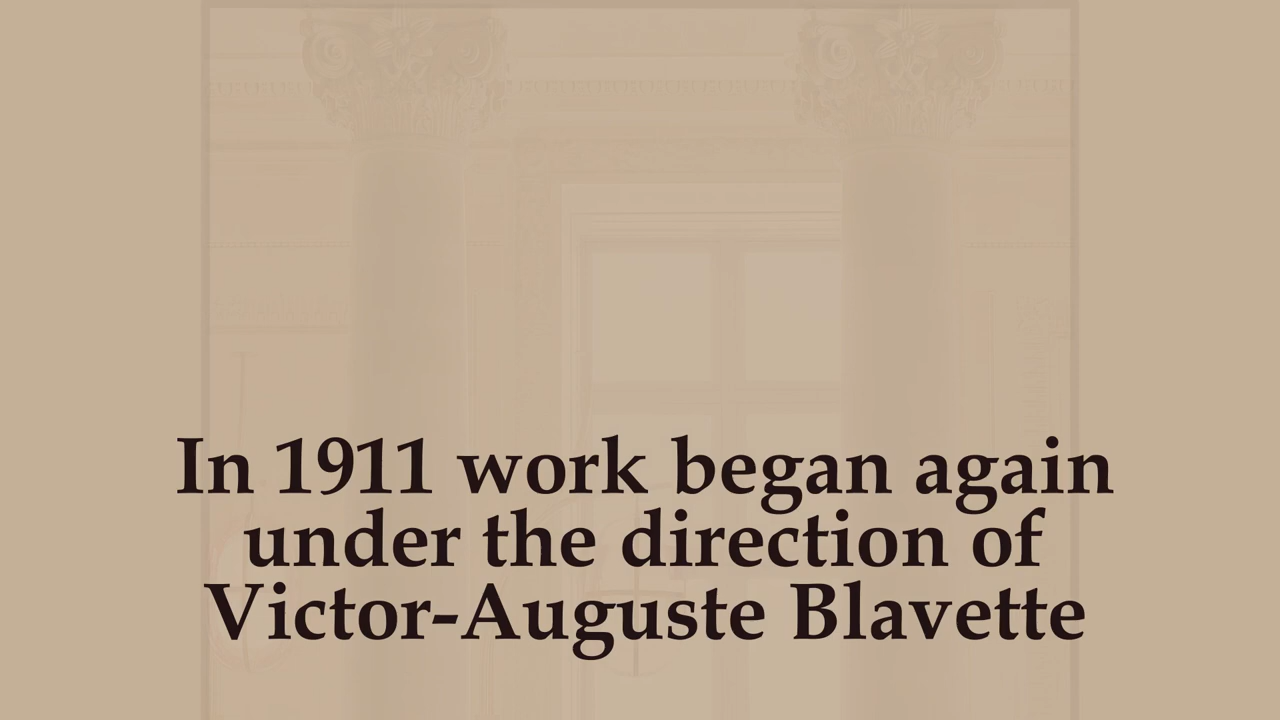 In 1911 work began again
under the direction of
Victor-Auguste Blavette